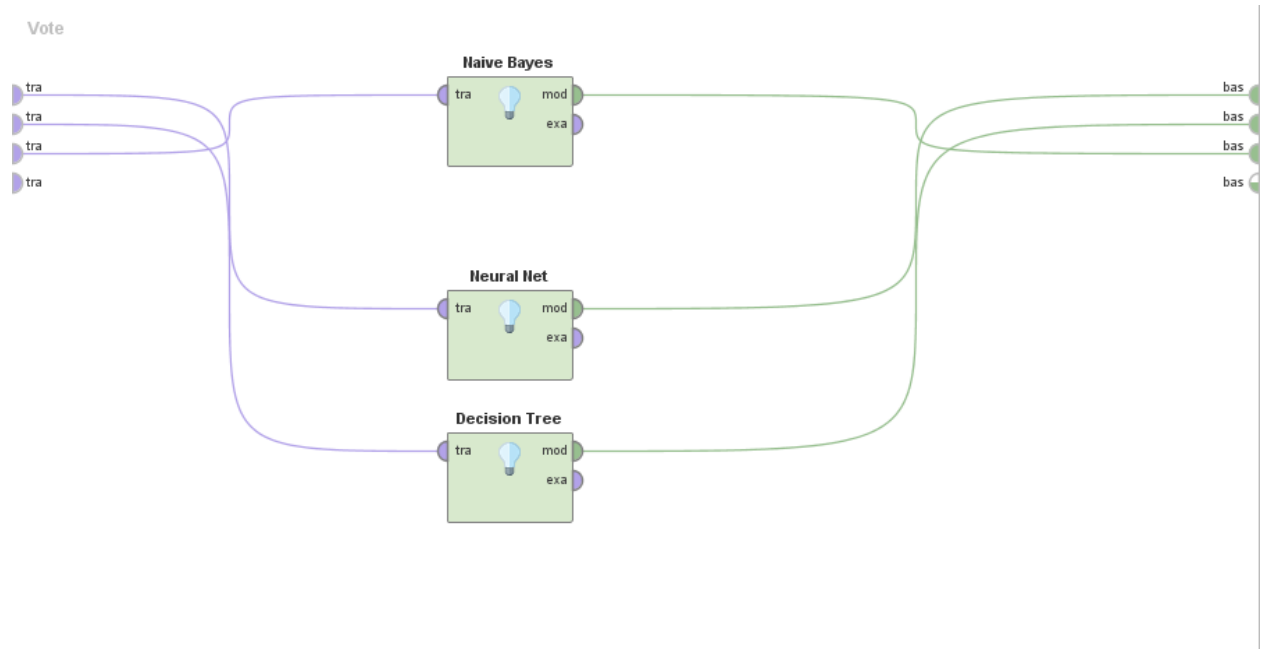 Vote
Naive Bayes
tra
tra mod bas
tra
exa bas
tra
bas
tra
bas
Neural Net
tra mod
exa
Decision Tree
tra mod
exa